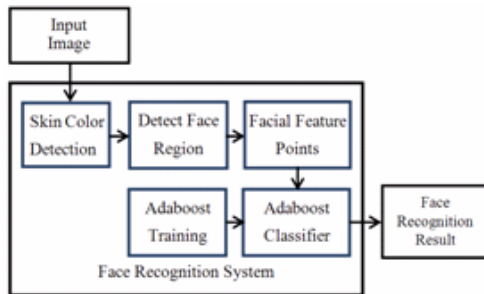 Input
Image
Skin Color
Detection
Detect Face
Region
Facial Feature
Points
Adaboost
Training
Adaboost
Classifier
Face
Recognition
Result
Face Recognition System